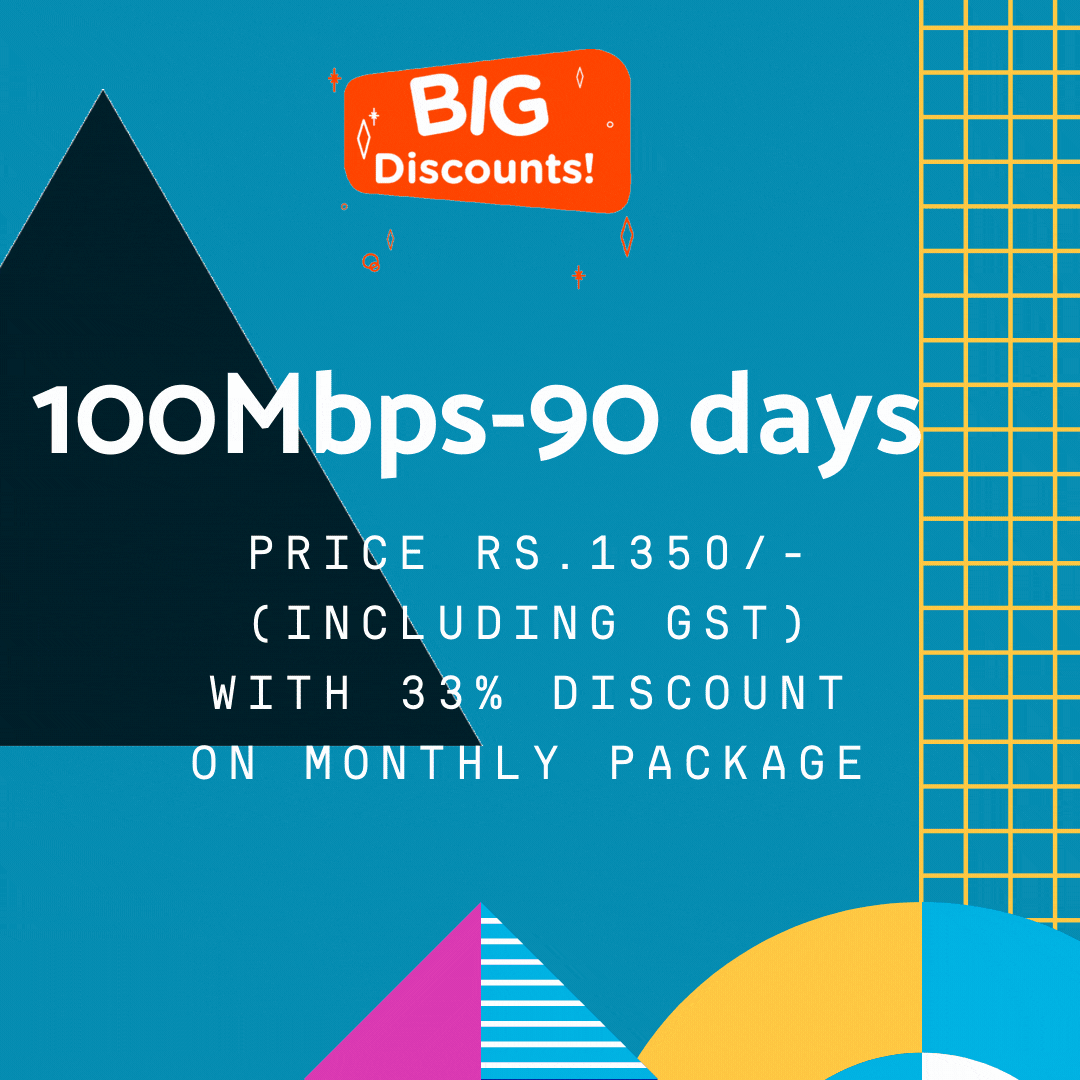 BIG
Discounts!
100Mbps-90 days
PRICE RS.1350/-
(INCLUDING GST)
WITH 33% DISCOUNT
ON MONTHLY PACKAGE